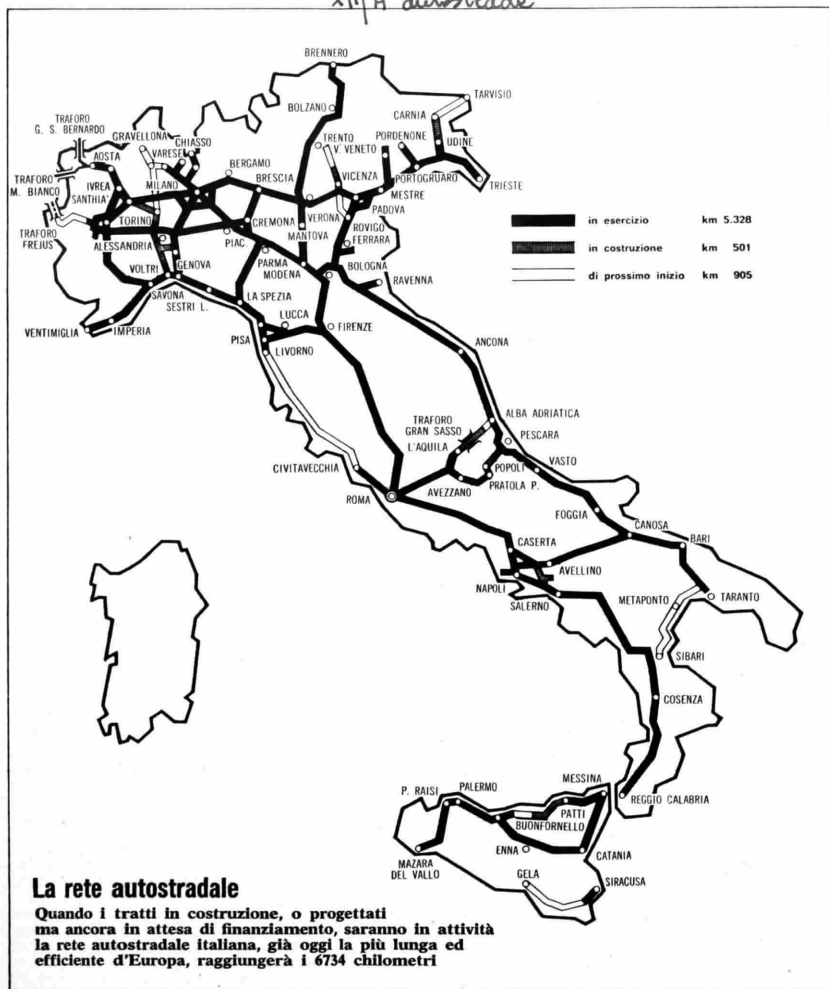 autostrade
BRENNERO
TARVISIO
BOLZANO
CARNIA
TRAFORO
G. S. BERNARDO
GRAVELLONA
CHIASSO
VARESE
TRENTO
V. VENETO
PORDENONE
UDINE
AOSTA
BERGAMO
BRESCIA
TRAFORO
M. BIANCO
IVREA
MILANO
VICENZA
PORTOGRUARO
TRIESTE
SANTHIA'
MESTRE
PADOVA
TORINO
CREMONA
VERONA
ROVIGO
TRAFORO
FREJUS
ALESSANDRIA
PIAC.
MANTOVA
FERRARA
VOLTRI
GENOVA
PARMA
MODENA
BOLOGNA
RAVENNA
SAVONA
SESTRI L.
LA SPEZIA
VENTIMIGLIA
IMPERIA
LUCCA
FIRENZE
PISA
LIVORNO
ANCONA
in esercizio km 5.328
in costruzione km 501
di prossimo inizio km 905
TRAFORO
GRAN SASSO
ALBA ADRIATICA
L'AQUILA
PESCARA
CIVITAVECCHIA
POPOLI
VASTO
ROMA
AVEZZANO
PRATOLA P.
FOGGIA
CANOSA
CASERTA
BARI
AVELLINO
NAPOLI
SALERNO
METAPONTO
TARANTO
SIBARI
COSENZA
MESSINA
P. RAISI
PALERMO
REGGIO CALABRIA
PATTI
BUONFORNELLO
ENNA
CATANIA
MAZARA
DEL VALLO
GELA
SIRACUSA
La rete autostradale
Quando i tratti in costruzione, o progettati
ma ancora in attesa di finanziamento, saranno in attività
la rete autostradale italiana, già oggi la più lunga ed
efficiente d'Europa, raggiungerà i 6734 chilometri